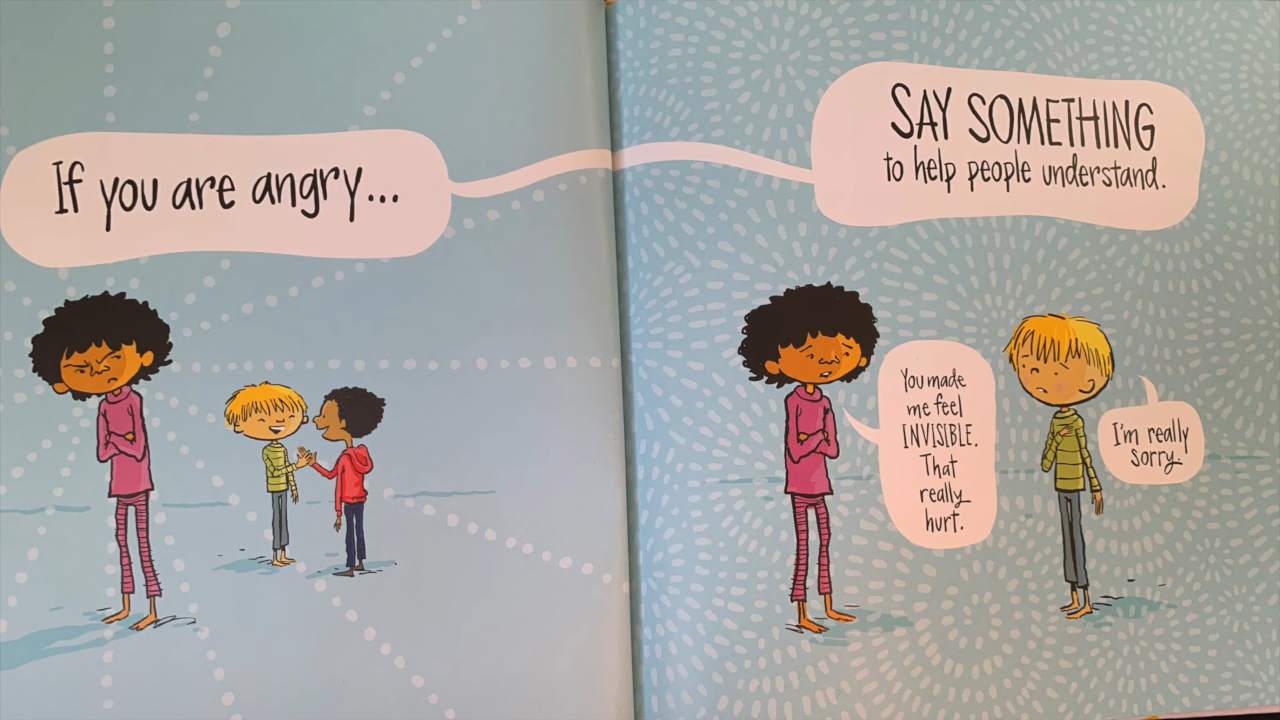 If you are angry...
SAY SOMETHING
to help people understand.
You made
me feel
INVISIBLE.
That
really
hurt.
I'm really
sorry.